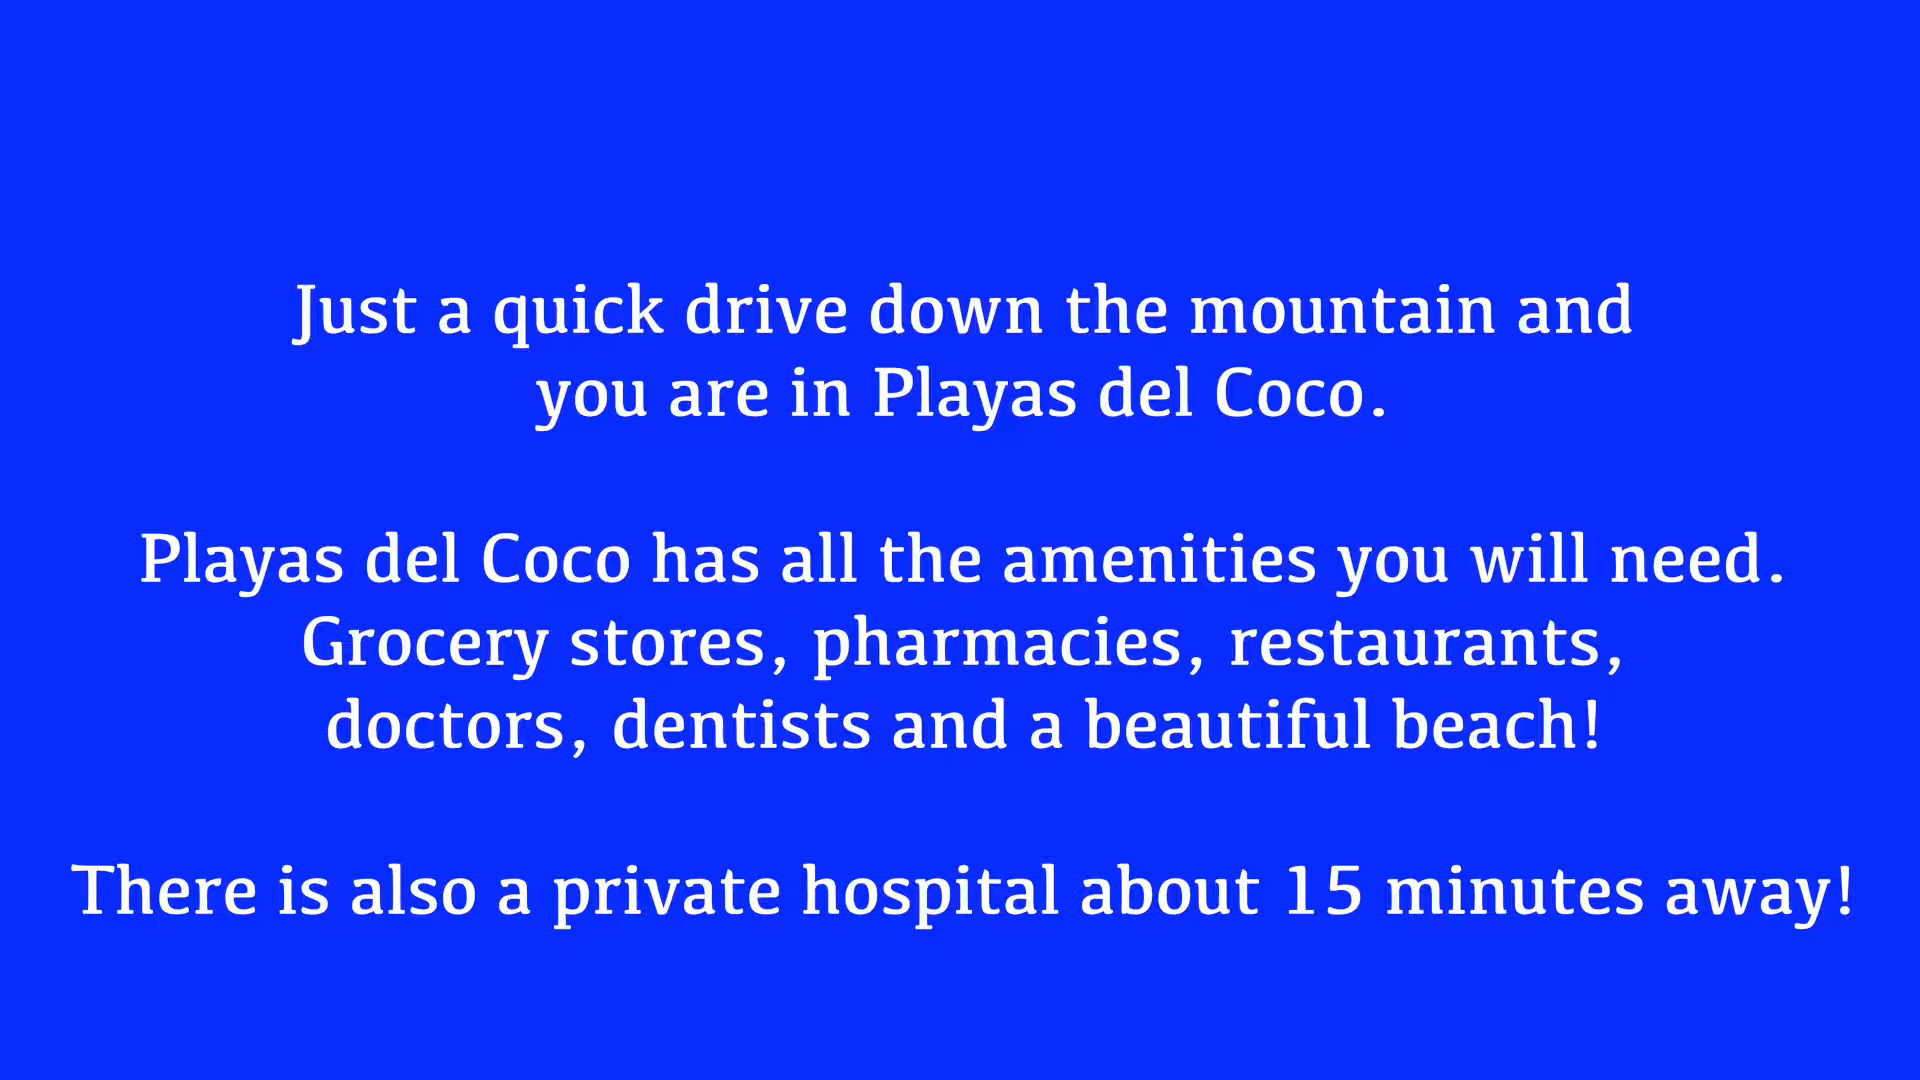 Just a quick drive down the mountain and
you are in Playas del Coco.
Playas del Coco has all the amenities you will need.
Grocery stores, pharmacies, restaurants,
doctors, dentists and a beautiful beach!
There is also a private hospital about 15 minutes away!